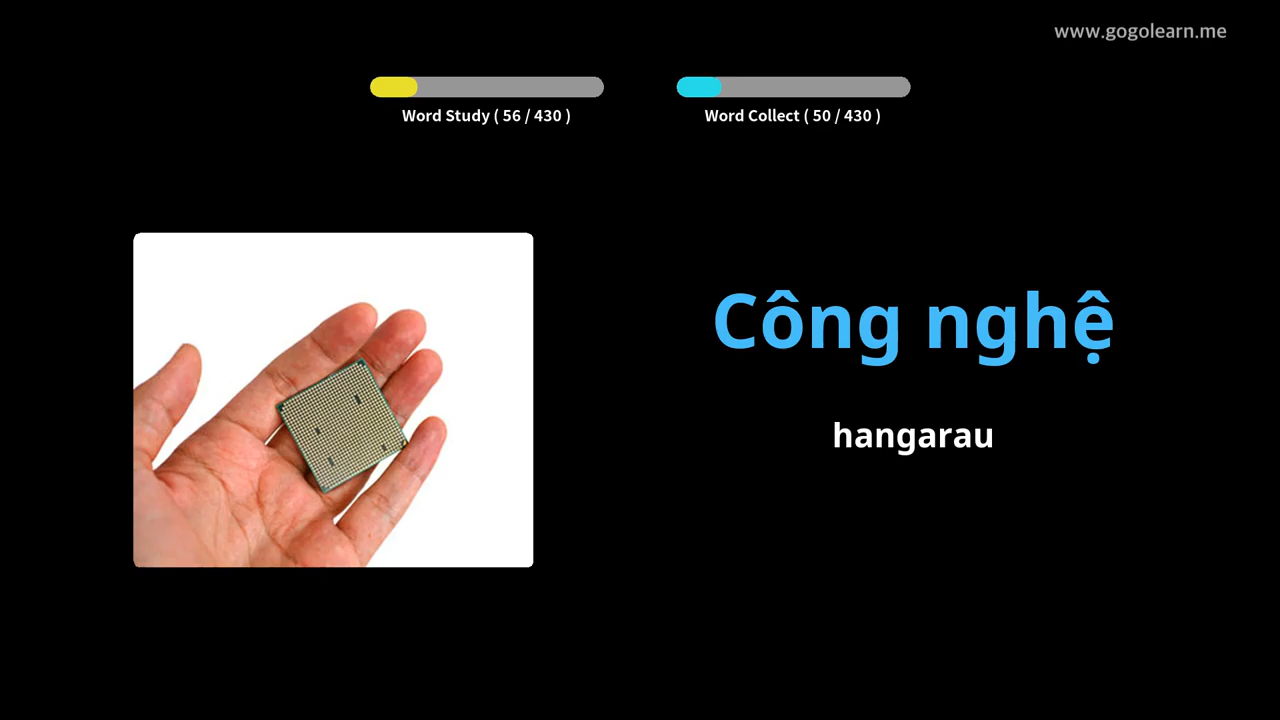 www.gogolearn.me
Word Study ( 56 / 430 )
Word Collect ( 50 / 430 )
Công nghệ
hangarau